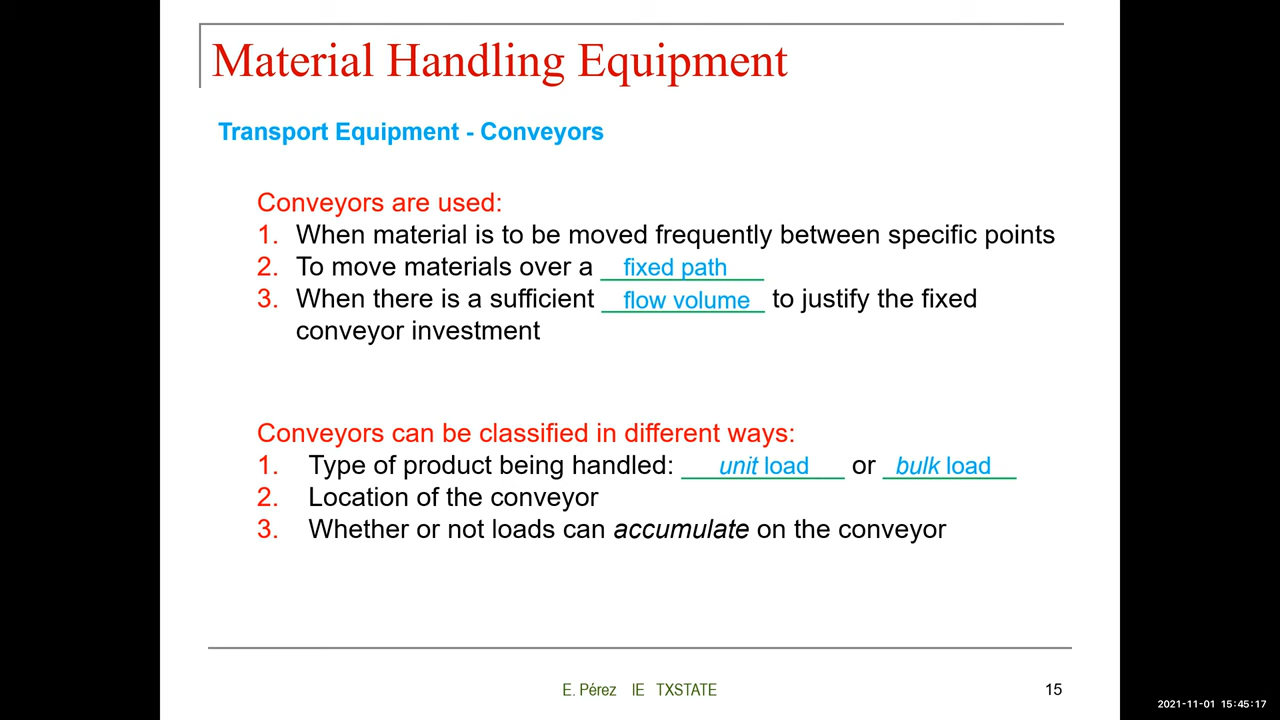 Material Handling Equipment
Transport Equipment - Conveyors
Conveyors are used:
1. When material is to be moved frequently between specific points
2. To move materials over a fixed path
3. When there is a sufficient flow volume to justify the fixed
conveyor investment
Conveyors can be classified in different ways:
1. Type of product being handled: unit load or bulk load
2. Location of the conveyor
3. Whether or not loads can accumulate on the conveyor
E. Pérez IE TXSTATE
15
2021-11-01 15:45:17